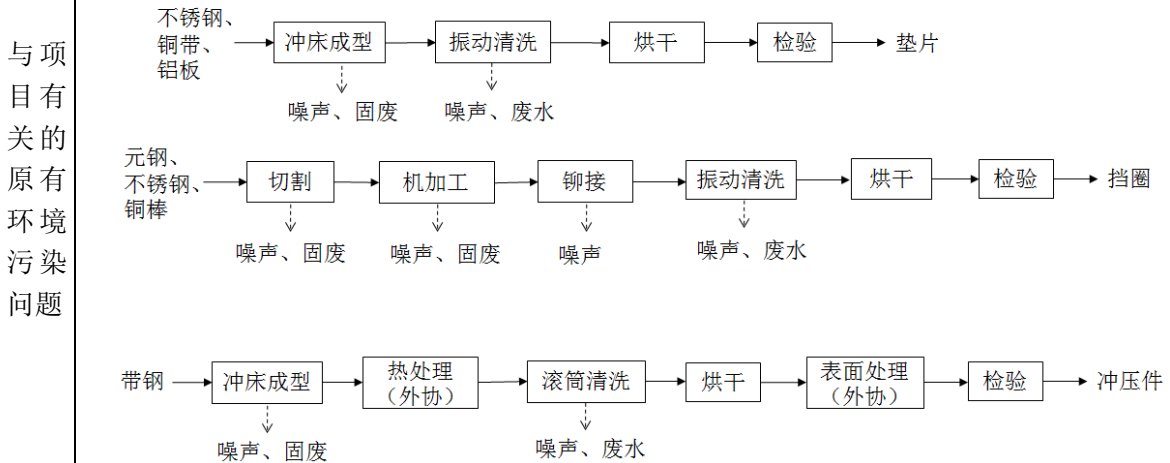 与项
目有
关的
原有
环境
污染
问题
不锈钢、
铜带、
铝板
冲床成型
振动清洗
烘干
检验
垫片
噪声、固废
噪声、废水
元钢、
不锈钢、
铜棒
切割
机加工
铆接
振动清洗
烘干
检验
挡圈
噪声、固废
噪声、固废
噪声
噪声、废水
带钢
冲床成型
热处理
（外协）
滚筒清洗
烘干
表面处理
（外协）
检验
冲压件
噪声、固废
噪声、废水